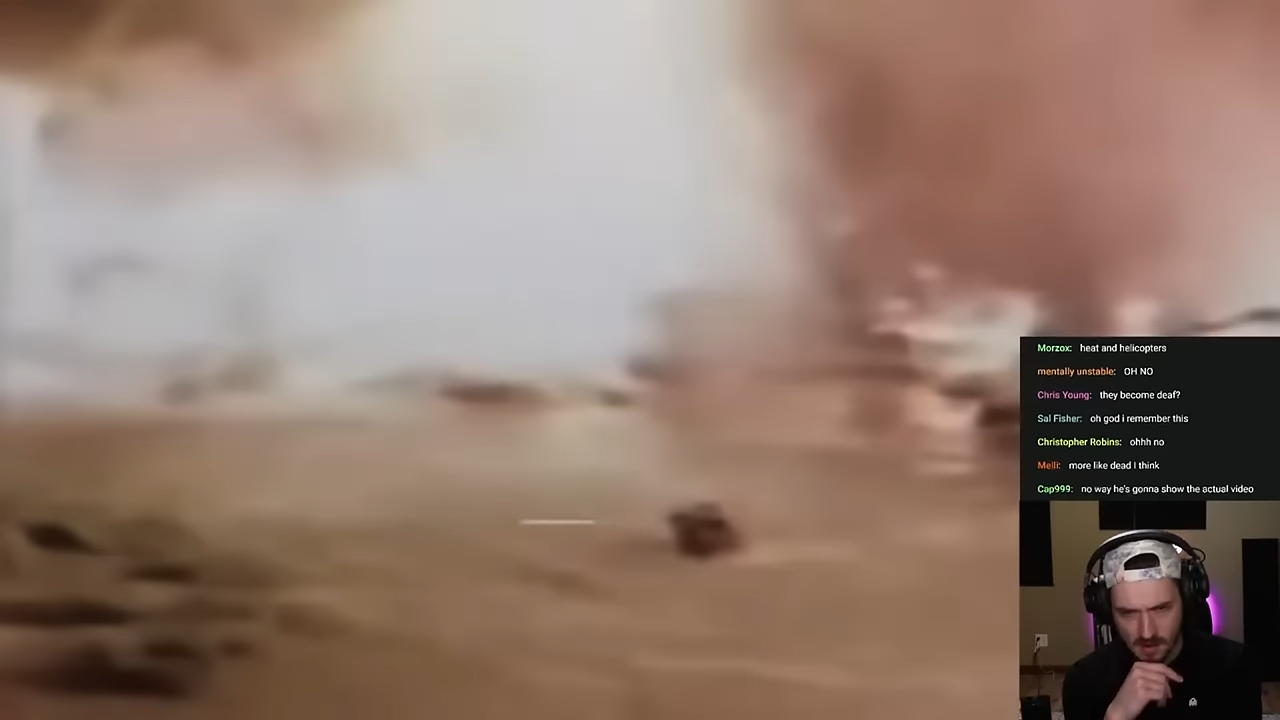 Morzox: heat and helicopters
mentally unstable: OH NO
Chris Young: they become deaf?
Sal Fisher: oh god i remember this
Christopher Robins: ohhh no
Meili: more like dead I think
Cap999: no way he's gonna show the actual video